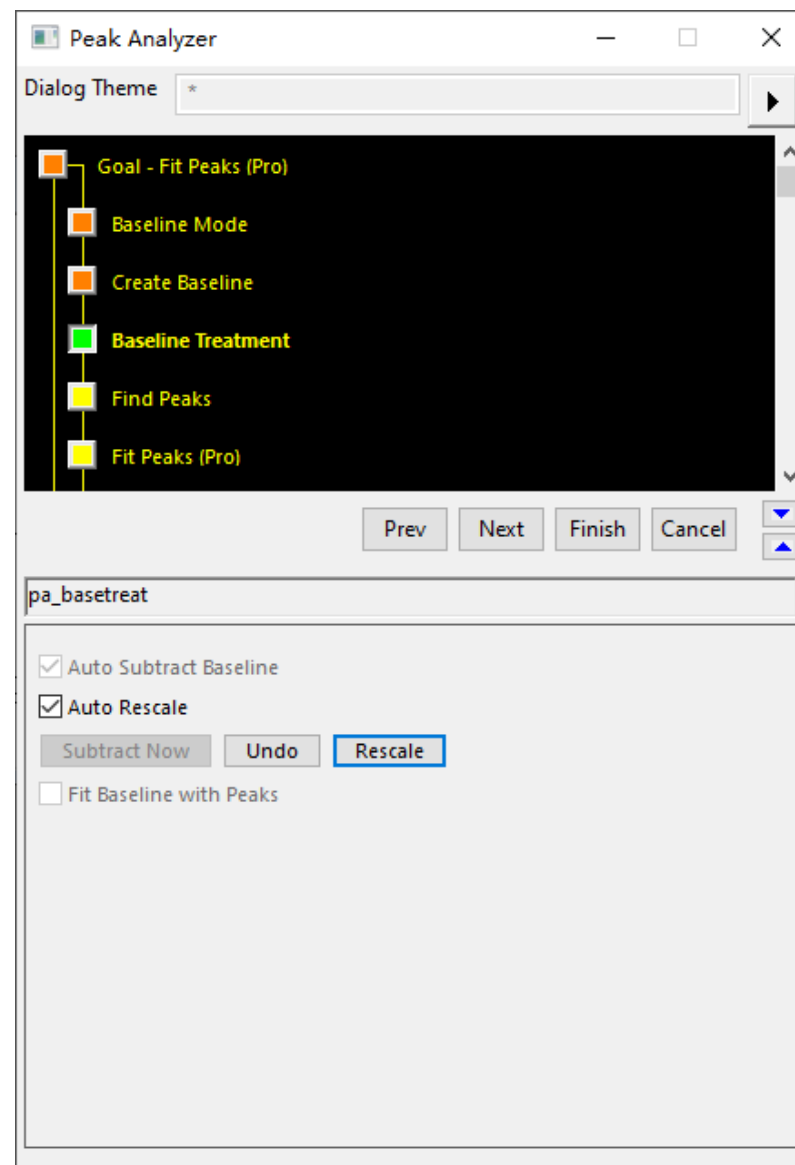 Peak Analyzer
Dialog Theme *
Goal - Fit Peaks (Pro)
Baseline Mode
Create Baseline
Baseline Treatment
Find Peaks
Fit Peaks (Pro)
Prev Next Finish Cancel
pa_basetreat
Auto Subtract Baseline
Auto Rescale
Subtract Now Undo Rescale
Fit Baseline with Peaks